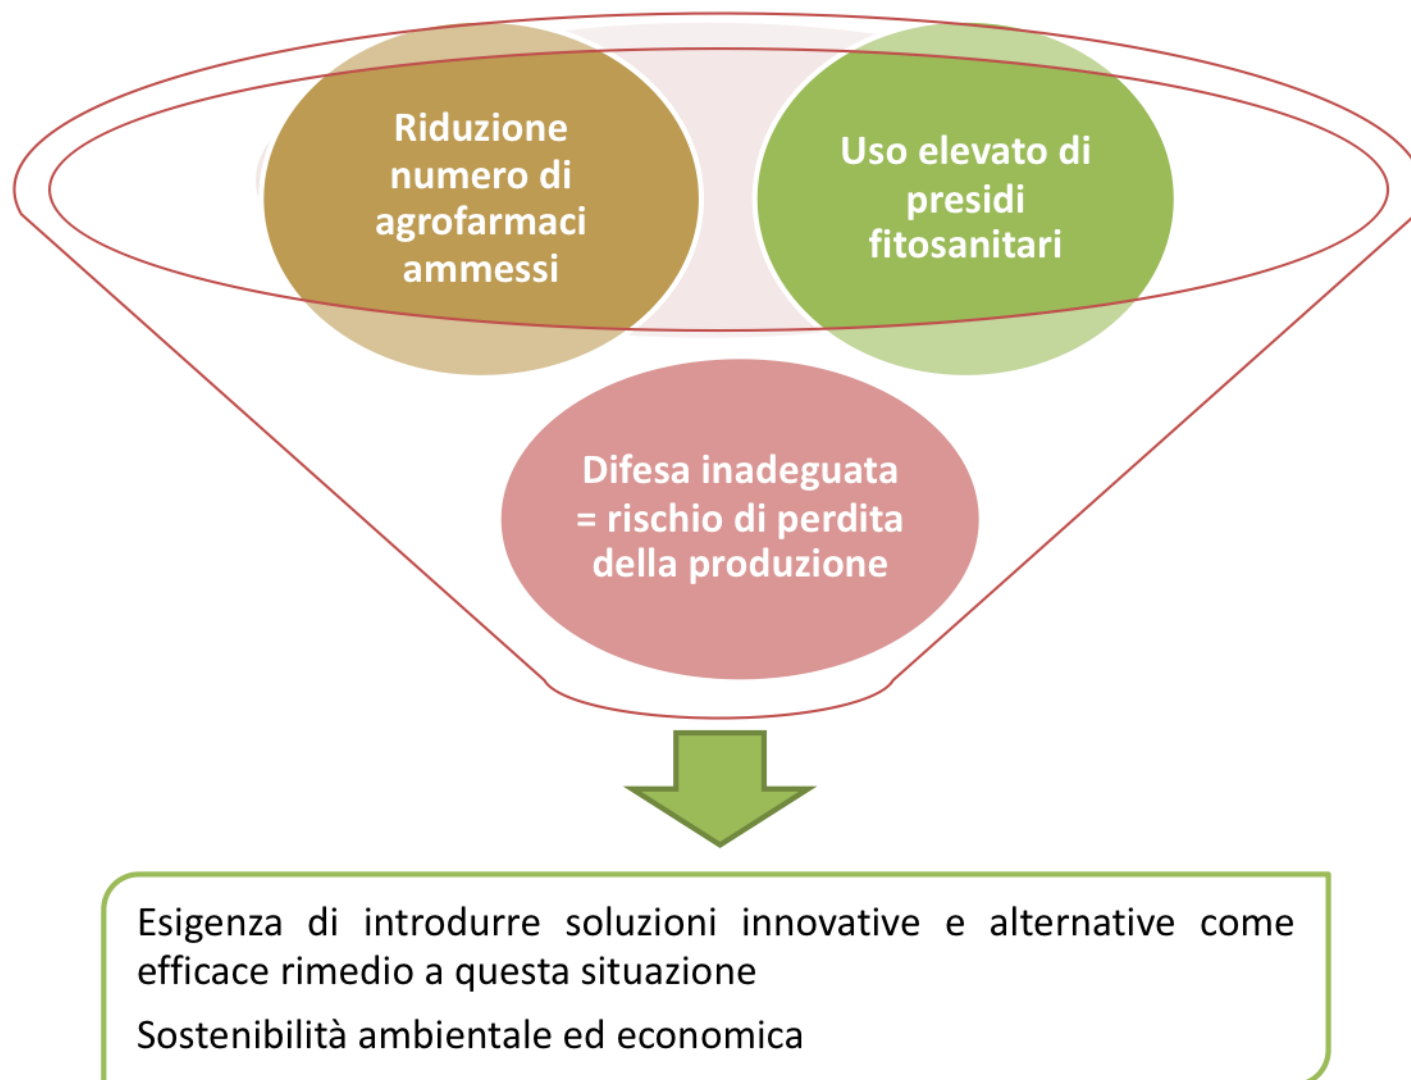 Riduzione
numero di
agrofarmaci
ammessi
Uso elevato di
presidi
fitosanitari
Difesa inadeguata
= rischio di perdita
della produzione
Esigenza di introdurre soluzioni innovative e alternative come
efficace rimedio a questa situazione
Sostenibilità ambientale ed economica